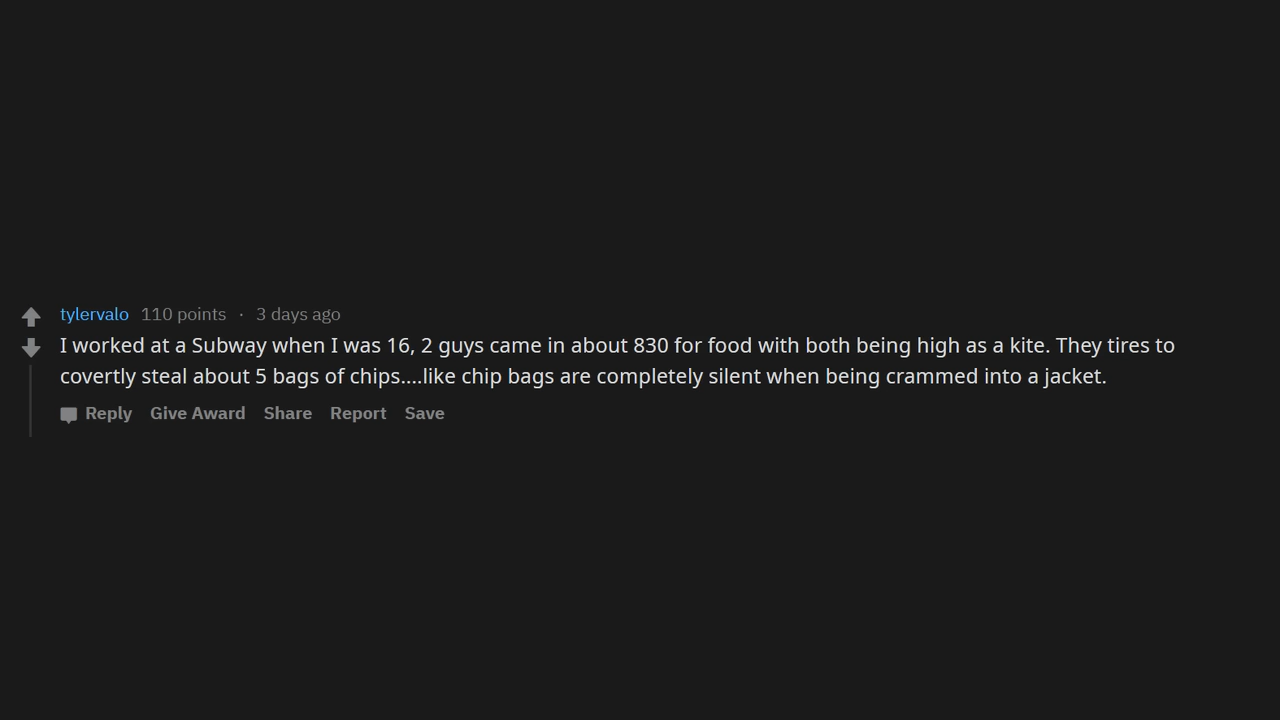 tylervalo 110 points · 3 days ago
I worked at a Subway when I was 16, 2 guys came in about 830 for food with both being high as a kite. They tires to
covertly steal about 5 bags of chips....like chip bags are completely silent when being crammed into a jacket.
Reply Give Award Share Report Save